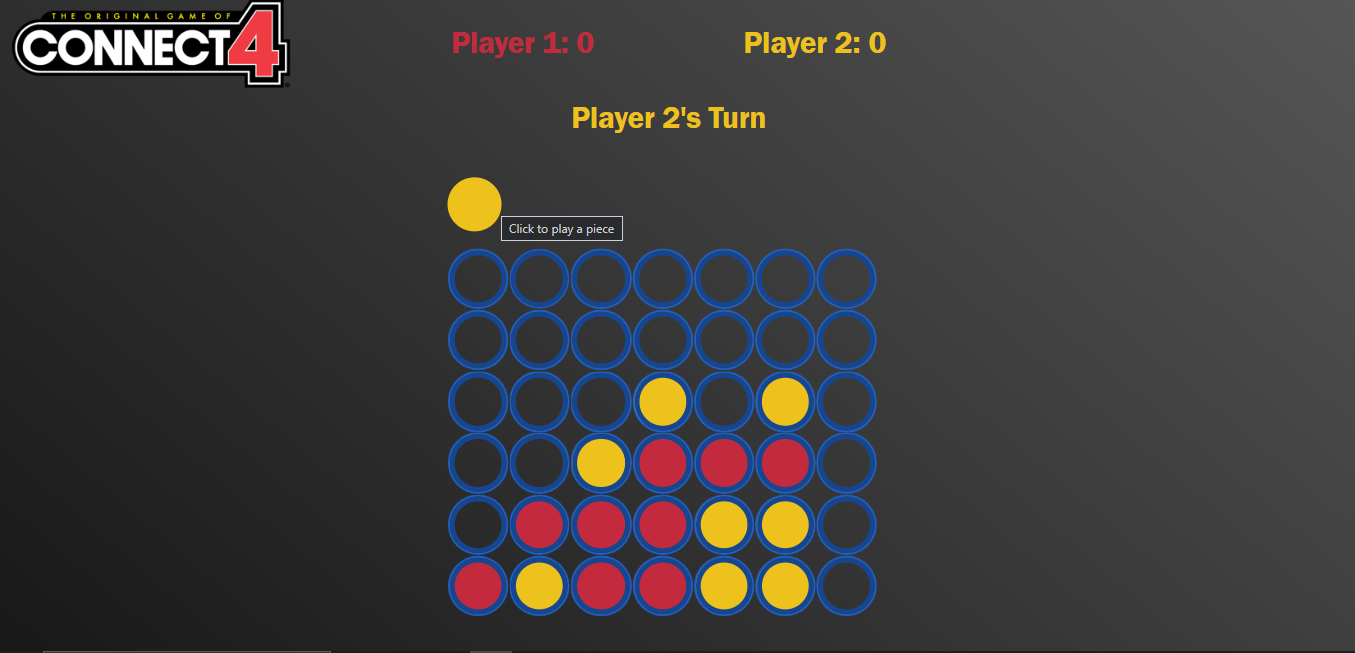 THE ORIGINAL GAME OF
CONNECT4
Player 1: 0
Player 2: 0
Player 2's Turn
Click to play a piece